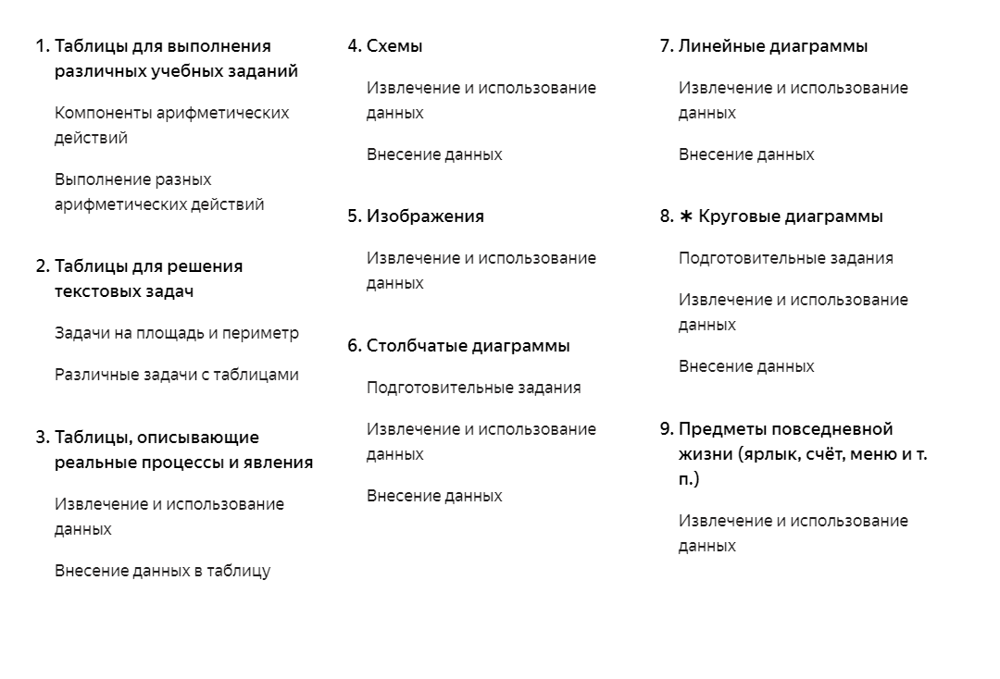 1. Таблицы для выполнения
различных учебных заданий
Компоненты арифметических
действий
Выполнение разных
арифметических действий
2. Таблицы для решения
текстовых задач
Задачи на площадь и периметр
Различные задачи с таблицами
3. Таблицы, описывающие
реальные процессы и явления
Извлечение и использование
данных
Внесение данных в таблицу
4. Схемы
Извлечение и использование
данных
Внесение данных
5. Изображения
Извлечение и использование
данных
6. Столбчатые диаграммы
Подготовительные задания
Извлечение и использование
данных
Внесение данных
7. Линейные диаграммы
Извлечение и использование
данных
Внесение данных
8. ∗ Круговые диаграммы
Подготовительные задания
Извлечение и использование
данных
Внесение данных
9. Предметы повседневной
жизни (ярлык, счёт, меню и т.
п.)
Извлечение и использование
данных